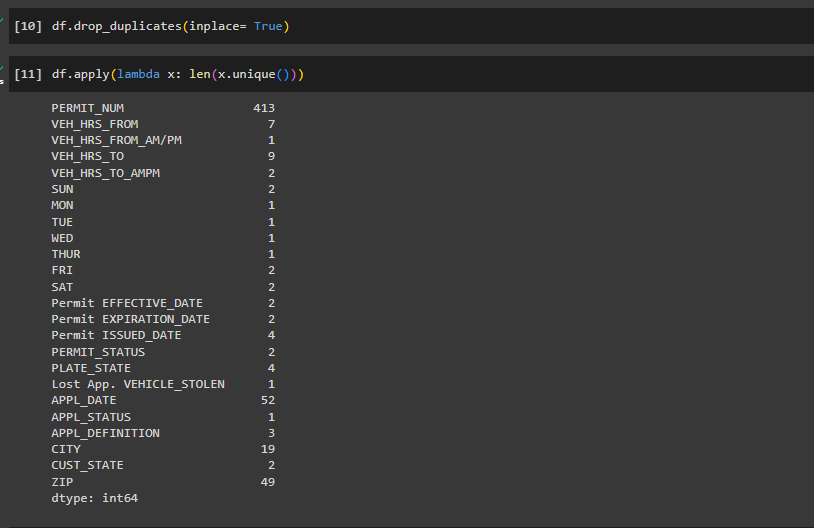 [10] df.drop_duplicates(inplace= True)
s
[11] df.apply(lambda x: len(x.unique()))
PERMIT_NUM 413
VEH_HRS_FROM 7
VEH_HRS_FROM_AM/PM 1
VEH_HRS_TO 9
VEH_HRS_TO_AMPM 2
SUN 2
MON 1
TUE 1
WED 1
THUR 1
FRI 2
SAT 2
Permit EFFECTIVE_DATE 2
Permit EXPIRATION_DATE 2
Permit ISSUED_DATE 4
PERMIT_STATUS 2
PLATE_STATE 4
Lost App. VEHICLE_STOLEN 1
APPL_DATE 52
APPL_STATUS 1
APPL_DEFINITION 3
CITY 19
CUST_STATE 2
ZIP 49
dtype: int64